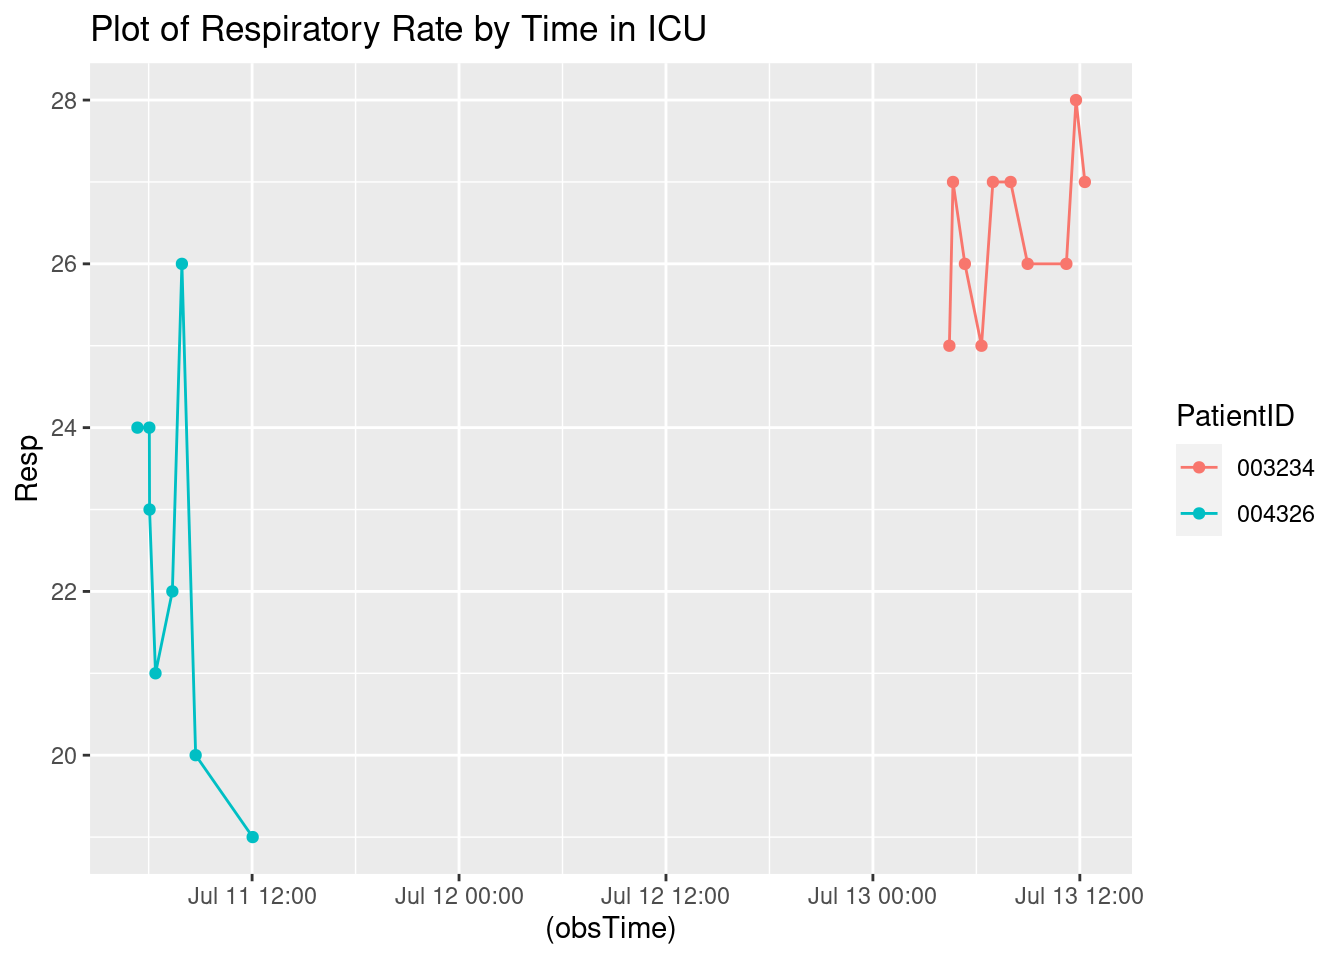 Plot of Respiratory Rate by Time in ICU
28
26
24
22
20
Resp
Jul 11 12:00
Jul 12 00:00
Jul 12 12:00
Jul 13 00:00
Jul 13 12:00
(obsTime)
PatientID
003234
004326